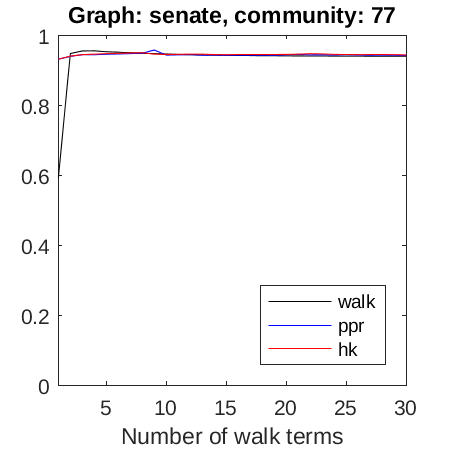 Graph: senate, community: 77
1
0.8
0.6
0.4
0.2
0
5 10 15 20 25 30
walk
ppr
hk
Number of walk terms